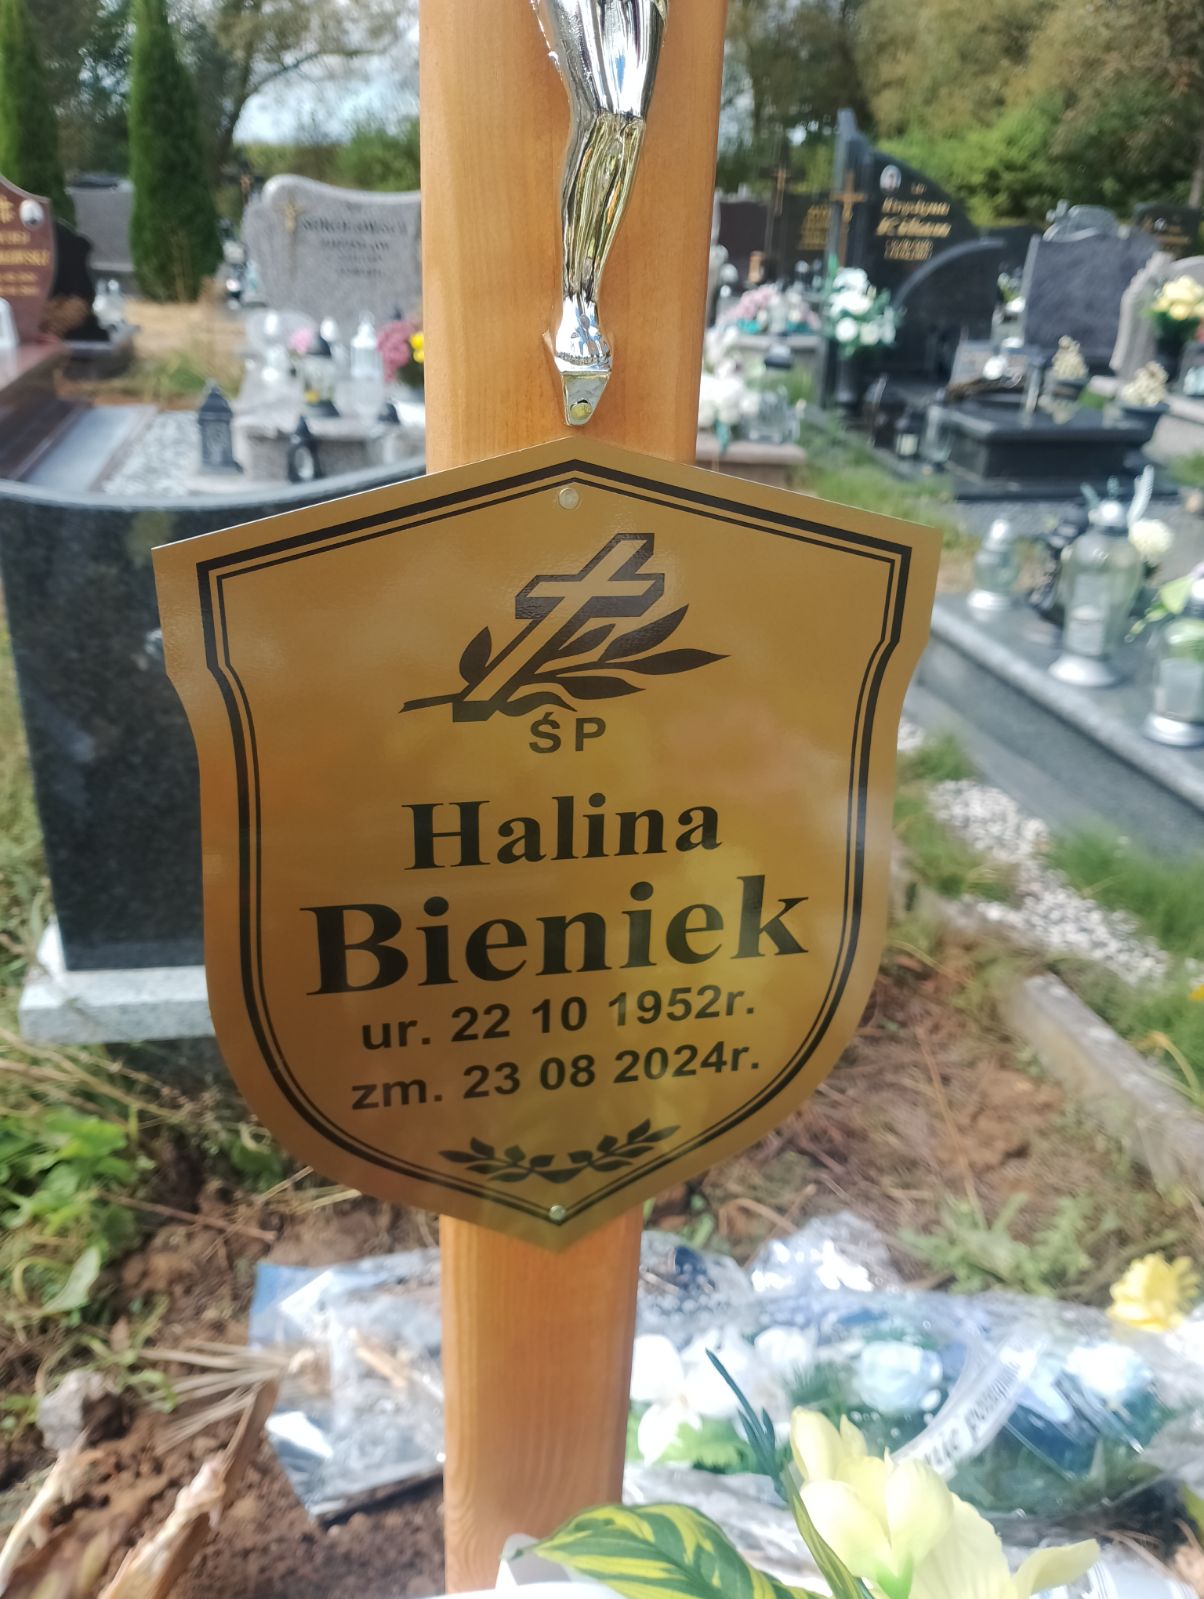 ŚP
Halina
Bieniek
ur. 22 10 1952r.
zm. 23 08 2024r.